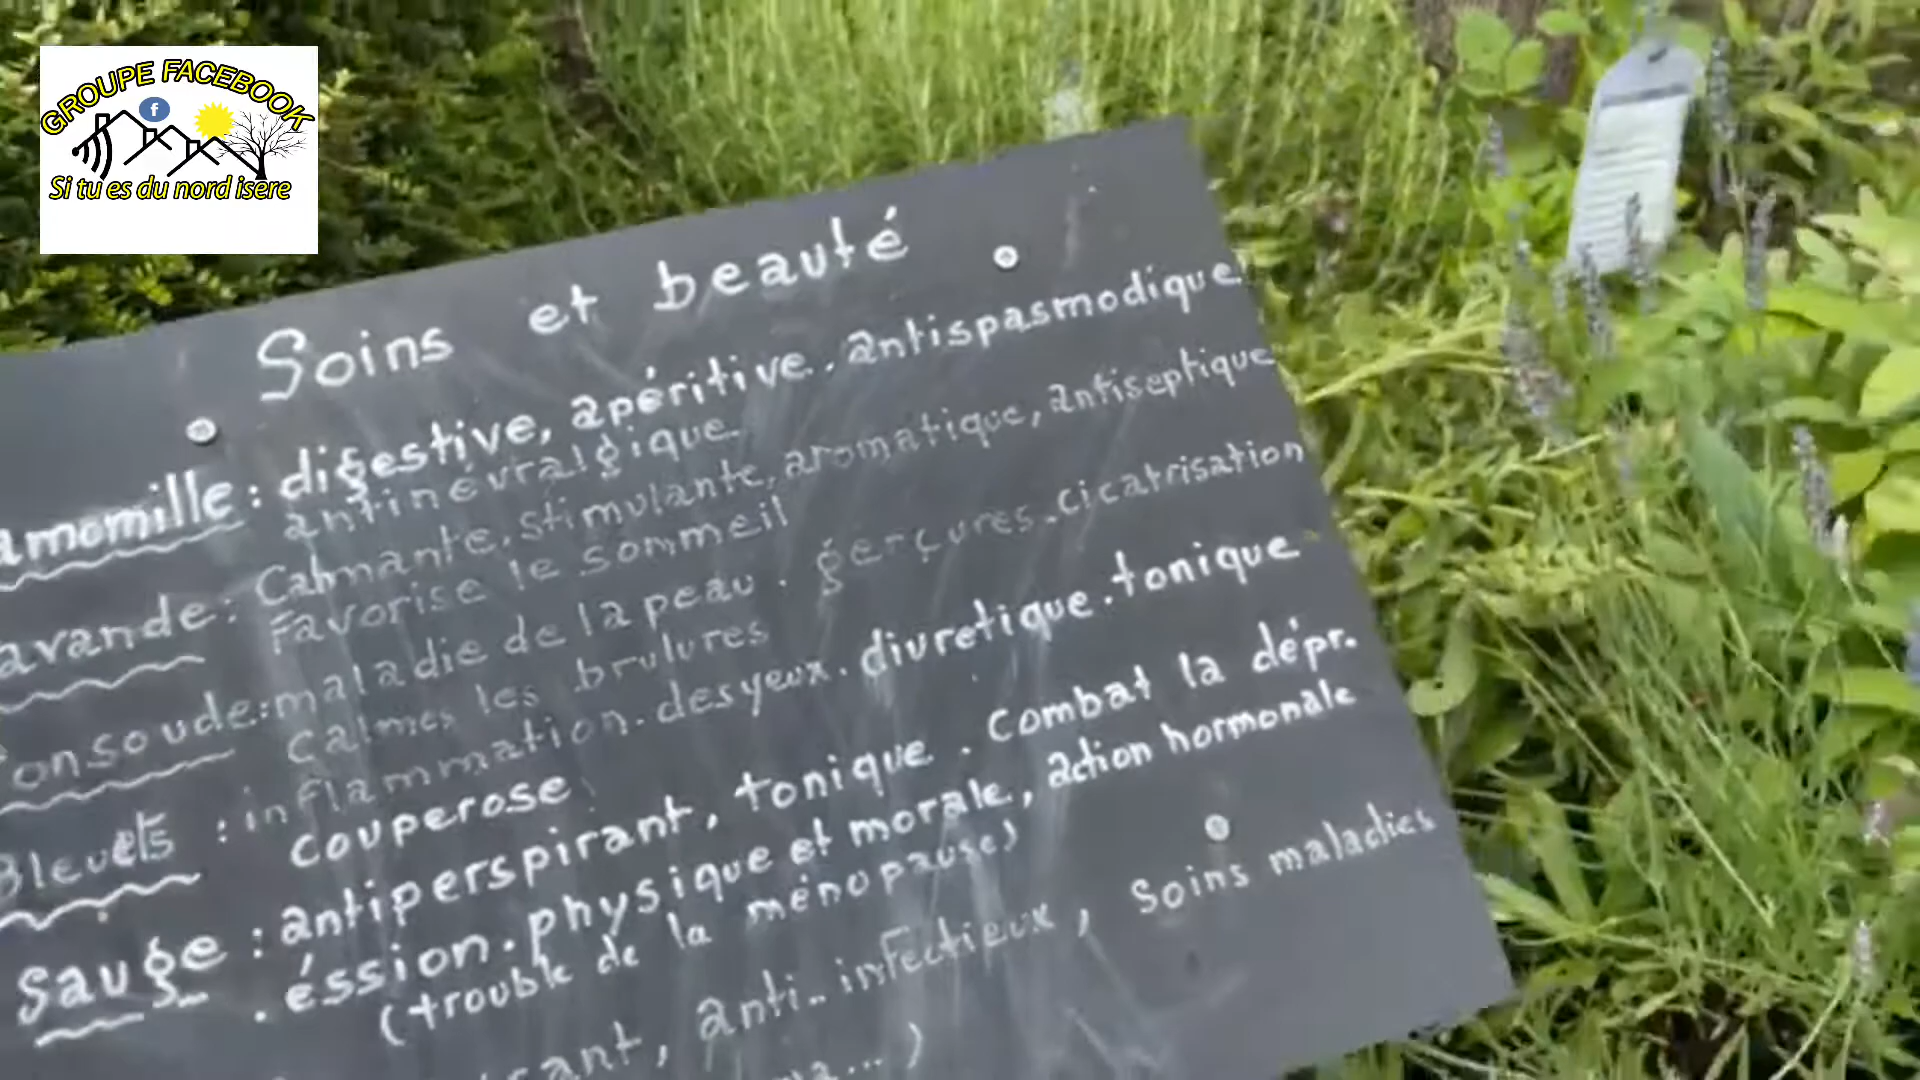 GROUPE FACEBOOK
f
Si tu es du nord isere
Soins et beauté
amomille : digestive, apéritive. antispasmodique
antinévralgique
avande : Calmante, stimulante, aromatique, antiseptique
Favorise le sommeil
onsoude : maladie de la peau. gerçures. cicatrisation
calmer les brulures
Bleuets : inflammation. des yeux. diuretique. tonique
couperose
Sauge : antiperspirant, tonique. Combat la dépr.
. éssion. physique et morale, action hormonale
(trouble de la ménopause)
rant, anti.. infectieux, Soins maladies
ma...)